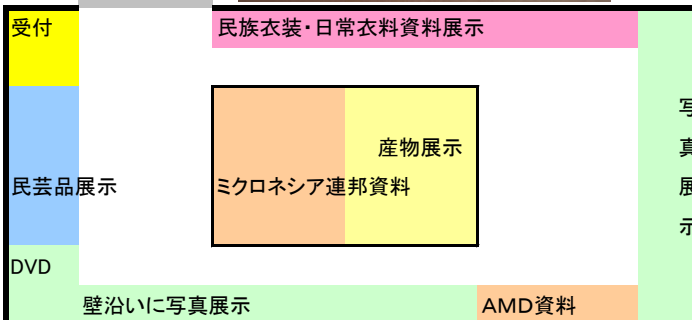 受付
民族衣装・日常衣料資料展示
写真展示
産物展示
民芸品展示
ミクロネシア連邦資料
DVD
壁沿いに写真展示
AMD資料